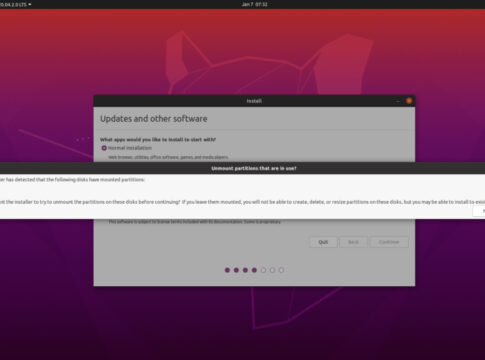 0.04.2.0 LTS
Jan 7 07:32
Install
Updates and other software
What apps would you like to install to start with?
Normal installation
Web browser, utilities, office software, games, and media players.
Unmount partitions that are in use?
er has detected that the following disks have mounted partitions:
nt the installer to try to unmount the partitions on these disks before continuing? If you leave them mounted, you will not be able to create, delete, or resize partitions on these disks, but you may be able to install to exis
This software is subject to license terms included with its documentation. Some is proprietary.
Quit
Back
Continue